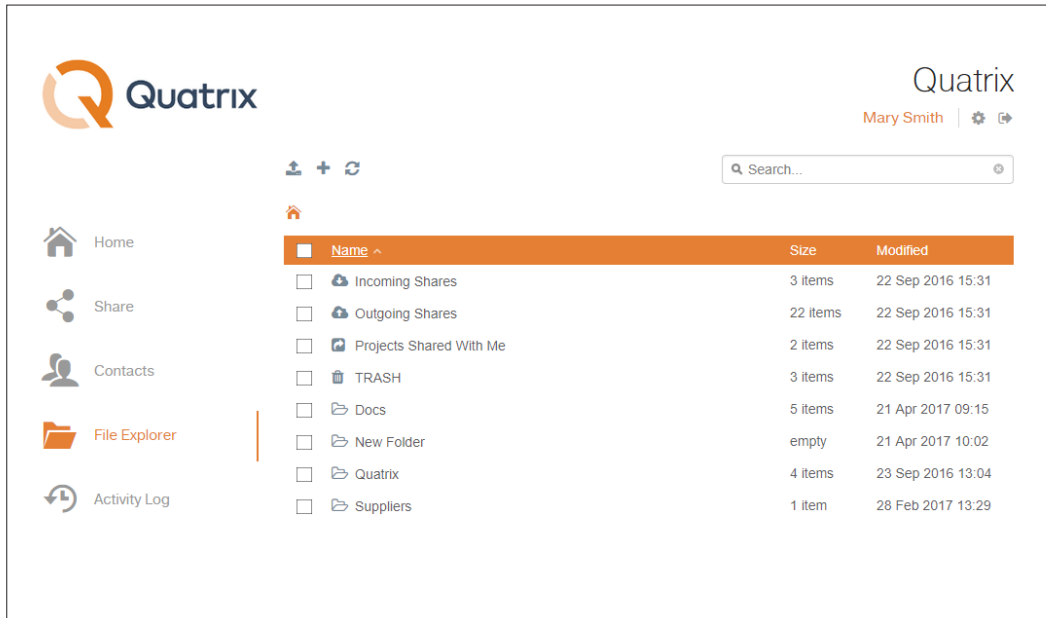 Quatrix
Quatrix
Mary Smith
Search...
Home
Share
Contacts
File Explorer
Activity Log
Name Size Modified
Incoming Shares 3 items 22 Sep 2016 15:31
Outgoing Shares 22 items 22 Sep 2016 15:31
Projects Shared With Me 2 items 22 Sep 2016 15:31
TRASH 3 items 22 Sep 2016 15:31
Docs 5 items 21 Apr 2017 09:15
New Folder empty 21 Apr 2017 10:02
Quatrix 4 items 23 Sep 2016 13:04
Suppliers 1 item 28 Feb 2017 13:29